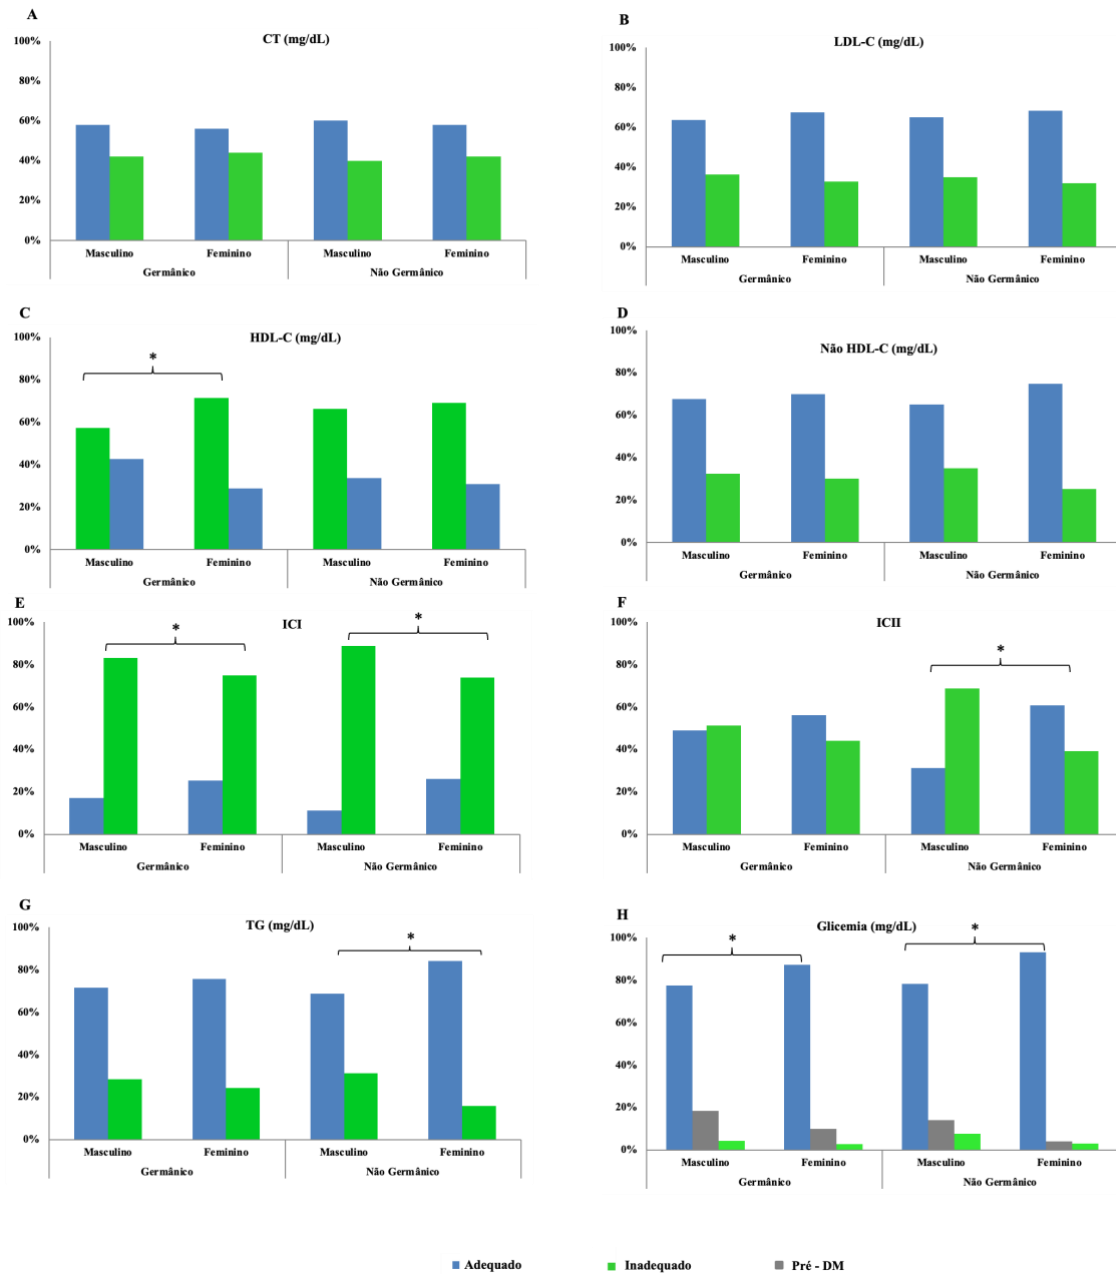 A
CT (mg/dL)
100%
80%
60%
40%
20%
0%
Masculino Feminino Masculino Feminino
Germânico Não Germânico
B
LDL-C (mg/dL)
100%
80%
60%
40%
20%
0%
Masculino Feminino Masculino Feminino
Germânico Não Germânico
C
HDL-C (mg/dL)
*
100%
80%
60%
40%
20%
0%
Masculino Feminino Masculino Feminino
Germânico Não Germânico
D
Não HDL-C (mg/dL)
100%
80%
60%
40%
20%
0%
Masculino Feminino Masculino Feminino
Germânico Não Germânico
E
ICI
* *
100%
80%
60%
40%
20%
0%
Masculino Feminino Masculino Feminino
Germânico Não Germânico
F
ICII
*
100%
80%
60%
40%
20%
0%
Masculino Feminino Masculino Feminino
Germânico Não Germânico
G
TG (mg/dL)
*
100%
80%
60%
40%
20%
0%
Masculino Feminino Masculino Feminino
Germânico Não Germânico
H
Glicemia (mg/dL)
* *
100%
80%
60%
40%
20%
0%
Masculino Feminino Masculino Feminino
Germânico Não Germânico
Adequado Inadequado Pré - DM